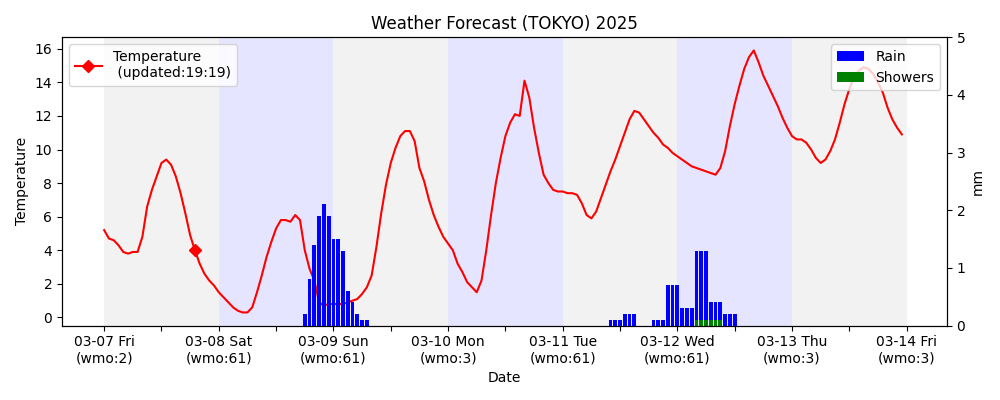 Weather Forecast (TOKYO) 2025
Temperature
(updated:19:19)
Rain
Showers
Temperature
16
14
12
10
8
6
4
2
0
5
4
3
2
1
0
mm
03-07 Fri
(wmo:2)
03-08 Sat
(wmo:61)
03-09 Sun
(wmo:61)
03-10 Mon
(wmo:3)
03-11 Tue
(wmo:61)
03-12 Wed
(wmo:61)
03-13 Thu
(wmo:3)
03-14 Fri
(wmo:3)
Date